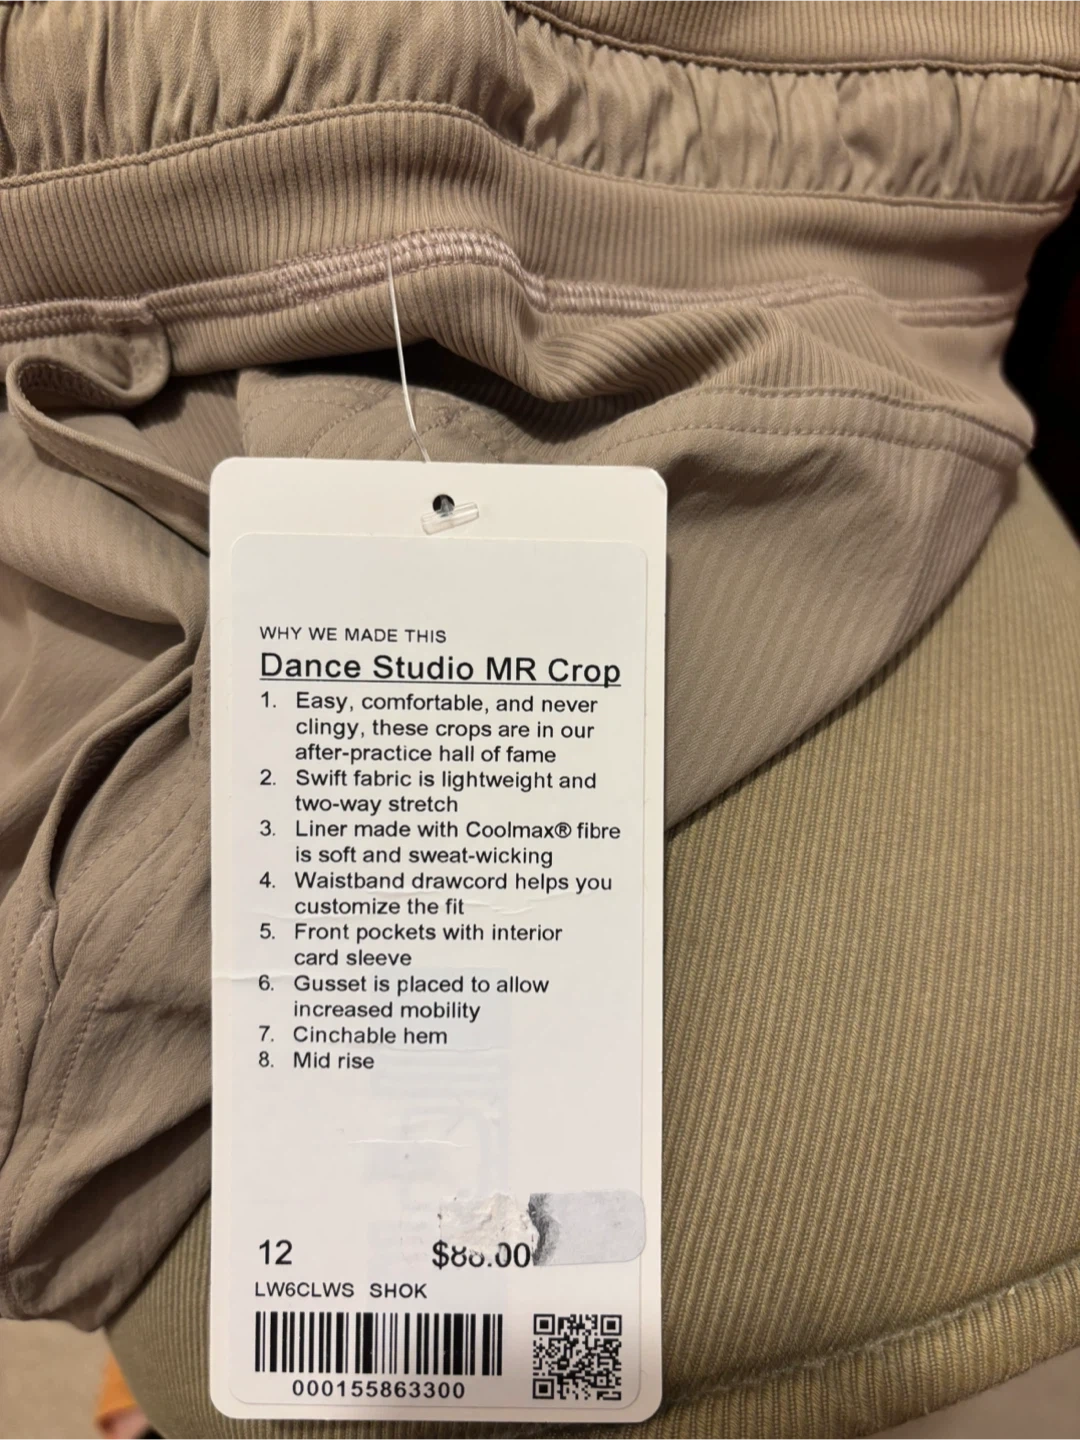 WHY WE MADE THIS
Dance Studio MR Crop
1. Easy, comfortable, and never
clingy, these crops are in our
after-practice hall of fame
2. Swift fabric is lightweight and
two-way stretch
3. Liner made with Coolmax® fibre
is soft and sweat-wicking
4. Waistband drawcord helps you
customize the fit
5. Front pockets with interior
card sleeve
6. Gusset is placed to allow
increased mobility
7. Cinchable hem
8. Mid rise
12
LW6CLWS SHOK
000155863300